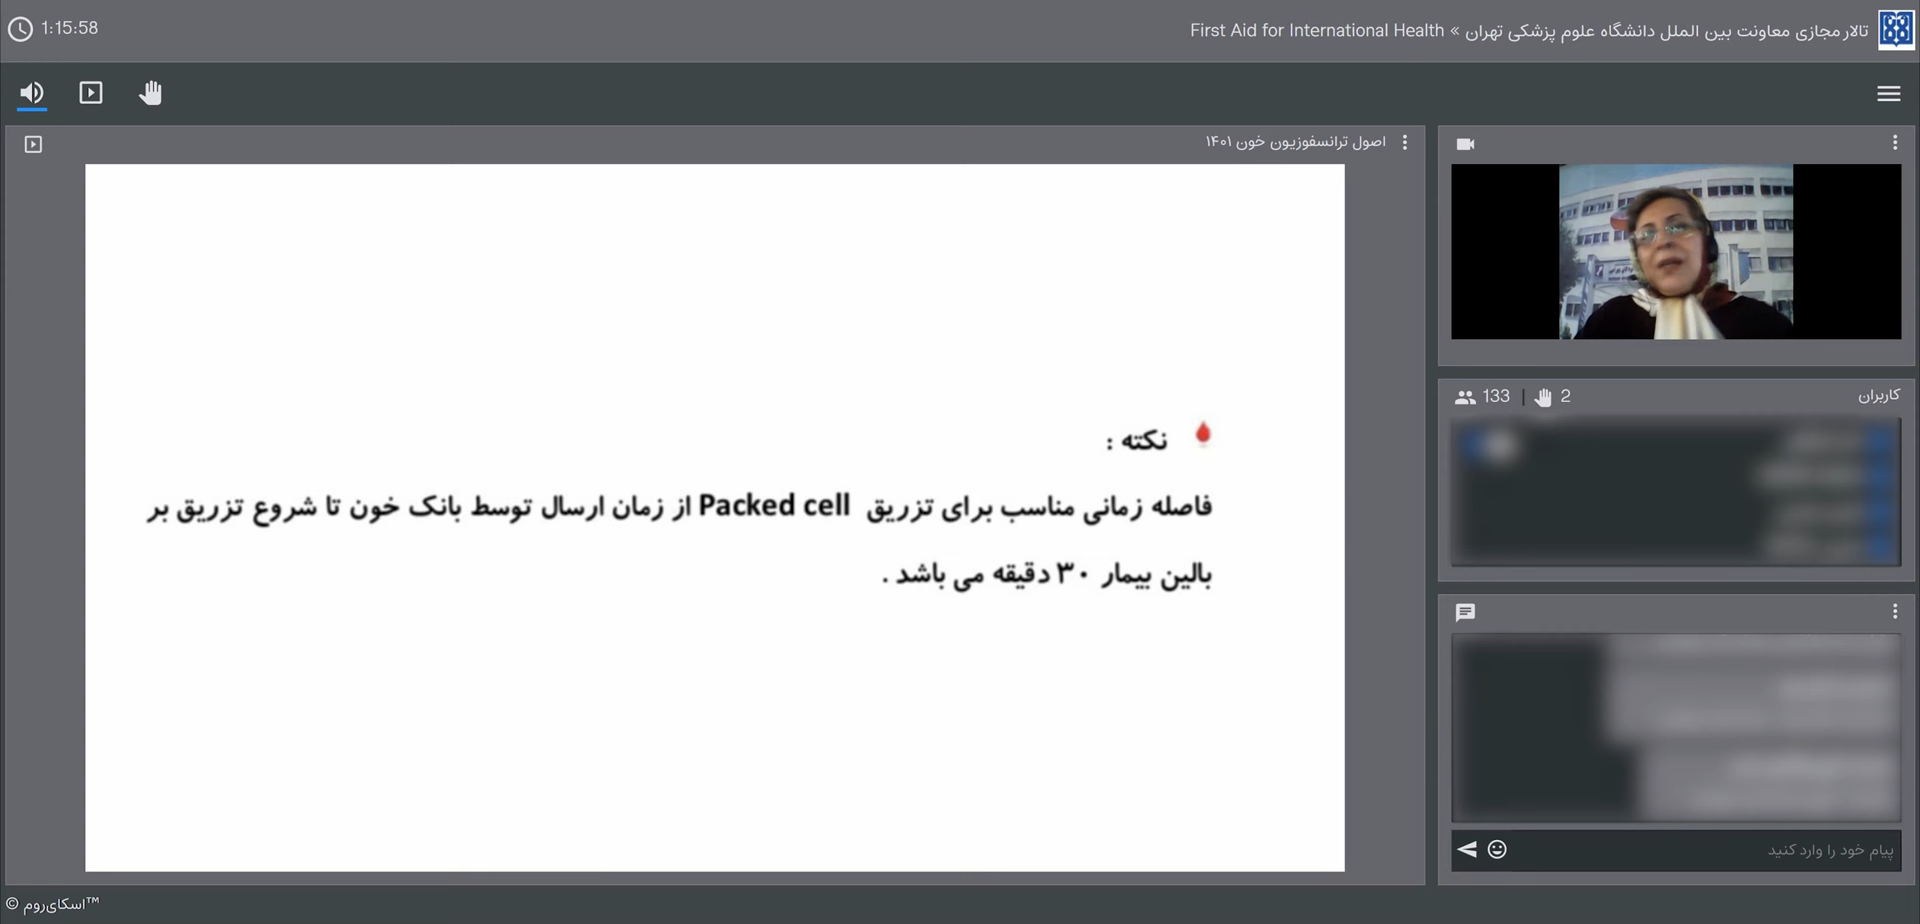 1:15:58
تالار مجازی معاونت بین الملل دانشگاه علوم پزشکی تهران » First Aid for International Health
اصول ترانسفوزیون خون ۱۴۰۱
نکته :
فاصله زمانی مناسب برای تزریق Packed cell از زمان ارسال توسط بانک خون تا شروع تزریق بر
بالین بیمار ۳۰ دقیقه می باشد .
کاربران
133 | 2
پیام خود را وارد کنید
© اسکای‌روم™